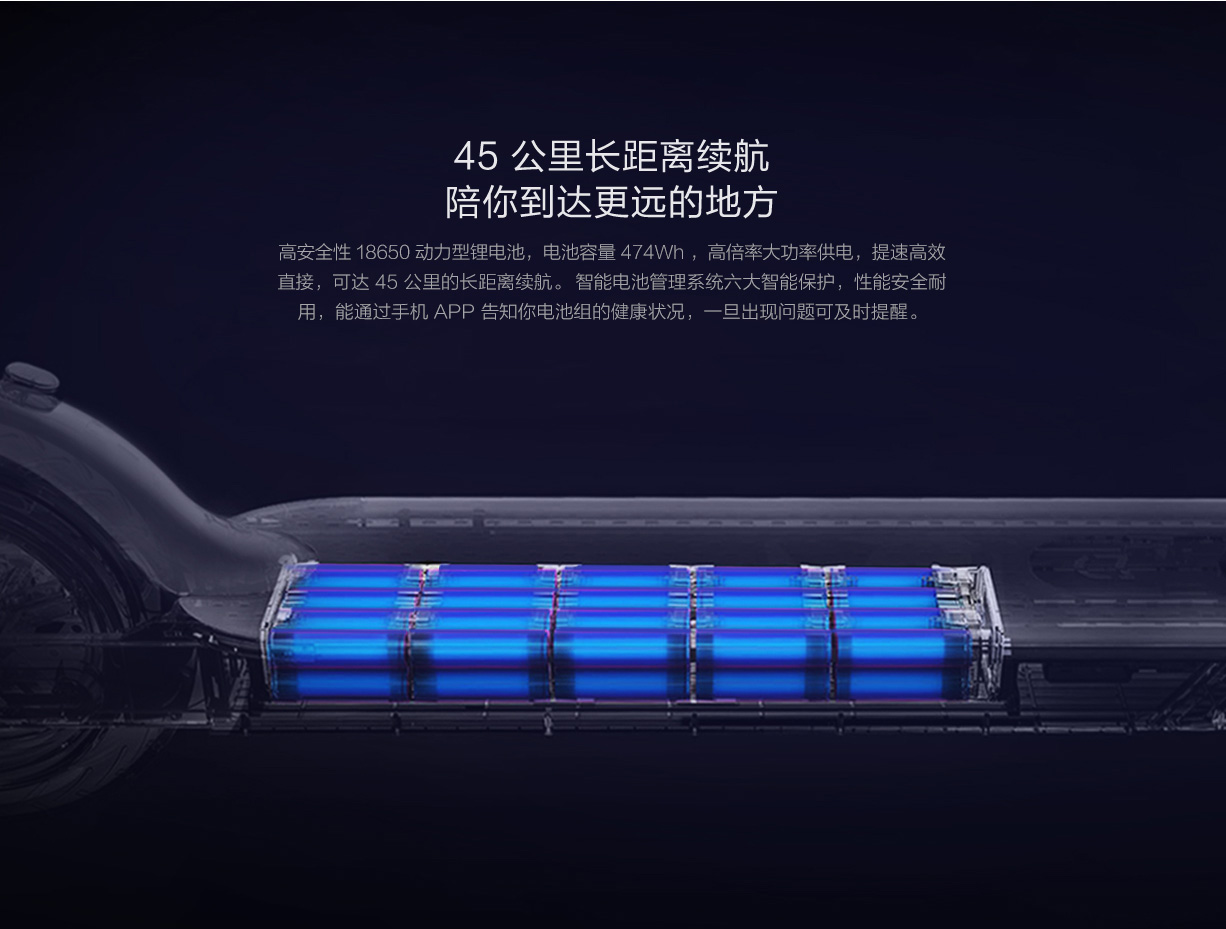 45 公里长距离续航
陪你到达更远的地方
高安全性 18650 动力型锂电池，电池容量 474Wh ，高倍率大功率供电，提速高效
直接，可达 45 公里的长距离续航。智能电池管理系统六大智能保护，性能安全耐
用，能通过手机 APP 告知你电池组的健康状况，一旦出现问题可及时提醒。